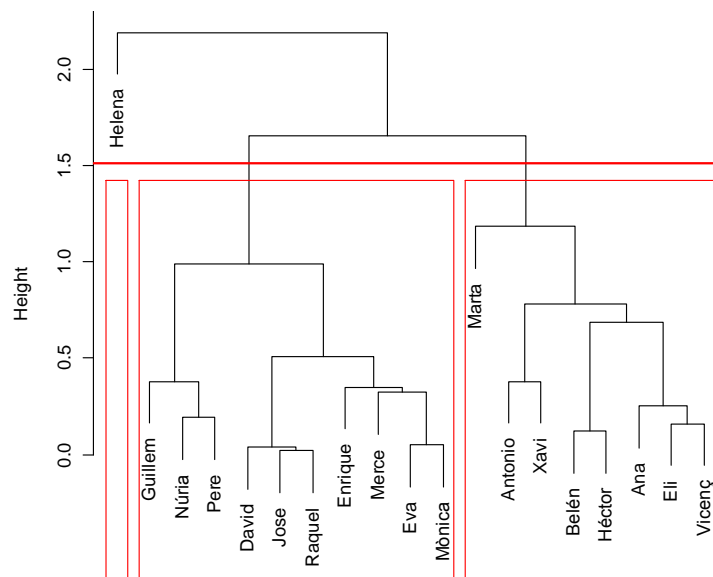 Height
2.0
1.5
1.0
0.5
0.0
Helena
Guillem
Núria
Pere
David
Jose
Raquel
Enrique
Merce
Eva
Mònica
Marta
Antonio
Xavi
Belén
Héctor
Ana
Eli
Vicenç